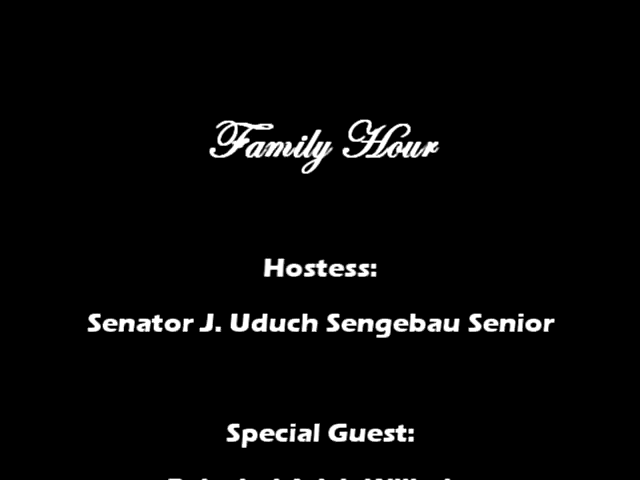 Family Hour
Hostess:
Senator J. Uduch Sengebau Senior
Special Guest: